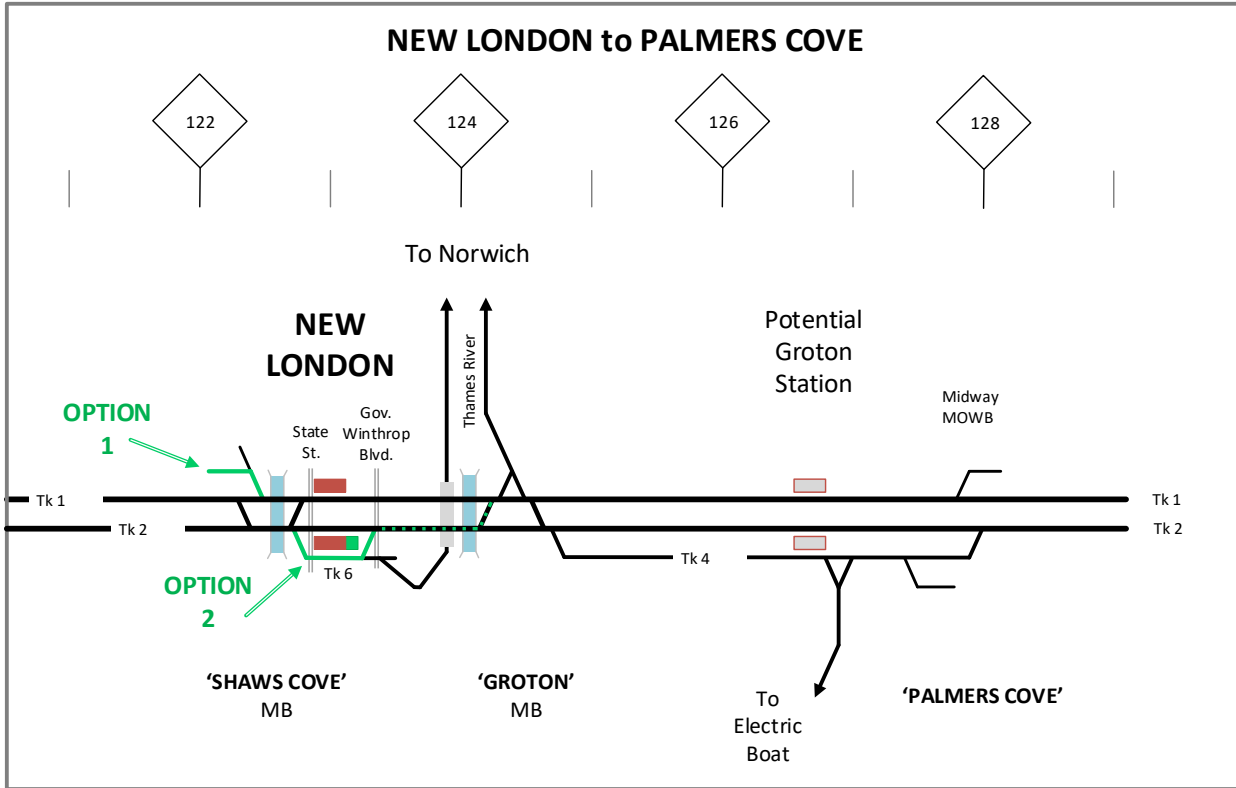 NEW LONDON to PALMERS COVE
122
124
126
128
To Norwich
NEW
LONDON
Thames River
Potential
Groton
Station
OPTION
1
State
St.
Gov.
Winthrop
Blvd.
Midway
MOWB
Tk 1
Tk 1
Tk 2
Tk 2
Tk 6
Tk 4
OPTION
2
‘SHAWS COVE’
MB
‘GROTON’
MB
To
Electric
Boat
‘PALMERS COVE’